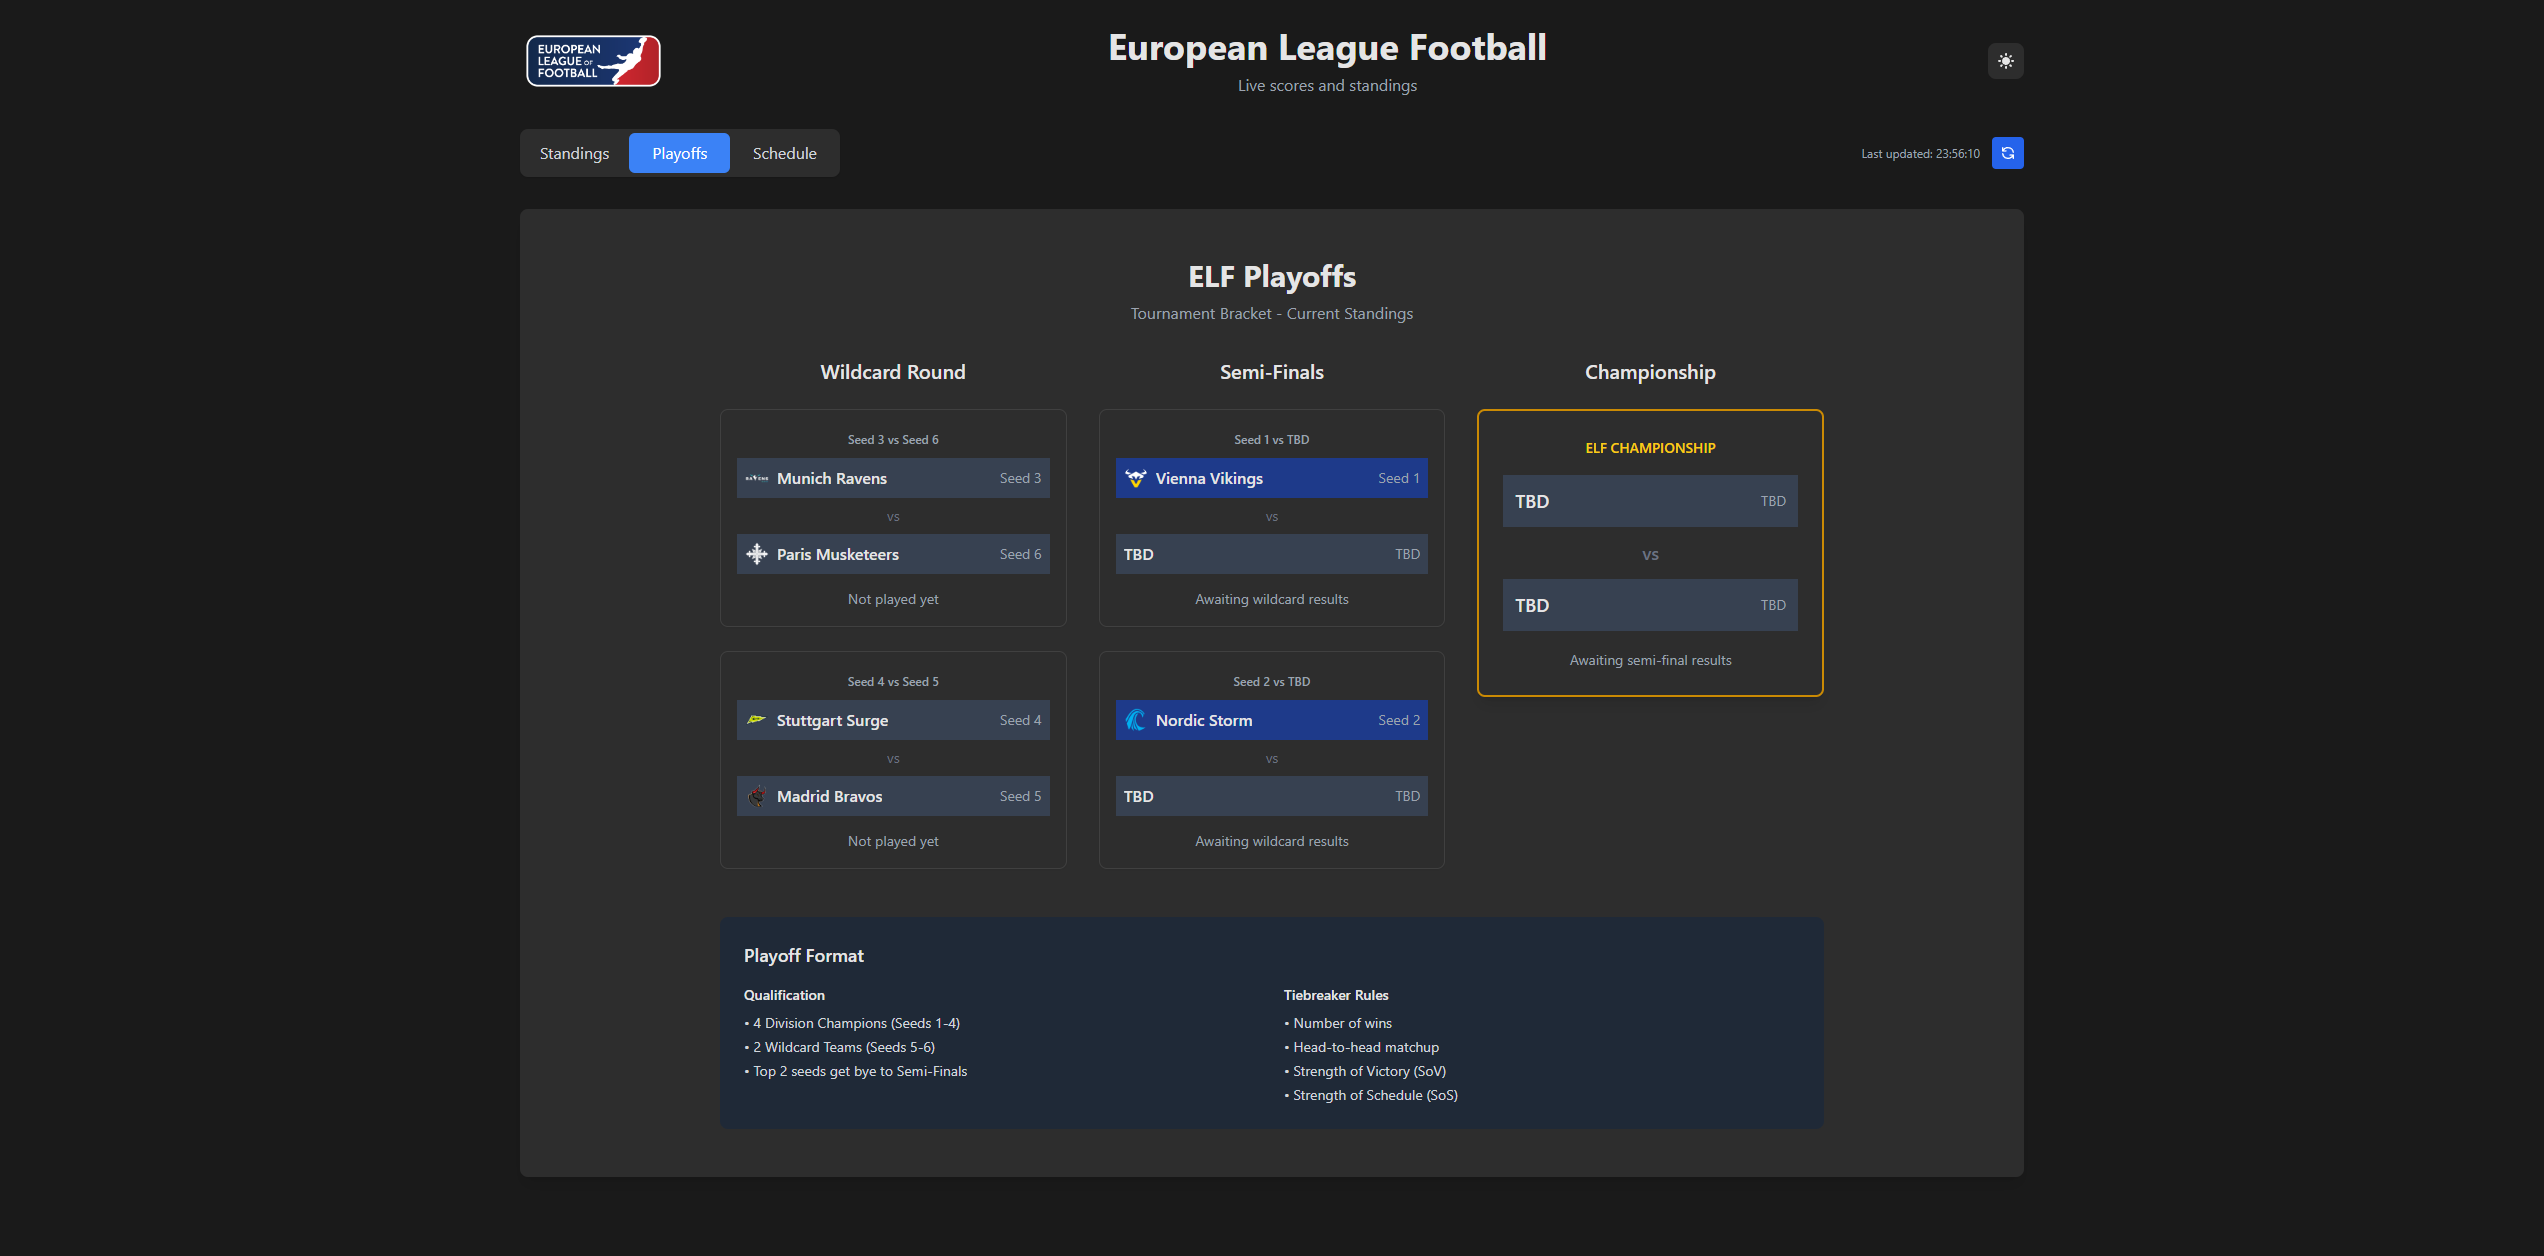 EUROPEAN
LEAGUE OF
FOOTBALL
European League Football
Live scores and standings
Standings
Playoffs
Schedule
Last updated: 23:56:10
ELF Playoffs
Tournament Bracket - Current Standings
Wildcard Round
Seed 3 vs Seed 6
RAVENS Munich Ravens Seed 3
vs
Paris Musketeers Seed 6
Not played yet
Seed 4 vs Seed 5
Stuttgart Surge Seed 4
vs
Madrid Bravos Seed 5
Not played yet
Semi-Finals
Seed 1 vs TBD
Vienna Vikings Seed 1
vs
TBD TBD
Awaiting wildcard results
Seed 2 vs TBD
Nordic Storm Seed 2
vs
TBD TBD
Awaiting wildcard results
Championship
ELF CHAMPIONSHIP
TBD TBD
VS
TBD TBD
Awaiting semi-final results
Playoff Format
Qualification
• 4 Division Champions (Seeds 1-4)
• 2 Wildcard Teams (Seeds 5-6)
• Top 2 seeds get bye to Semi-Finals
Tiebreaker Rules
• Number of wins
• Head-to-head matchup
• Strength of Victory (SoV)
• Strength of Schedule (SoS)